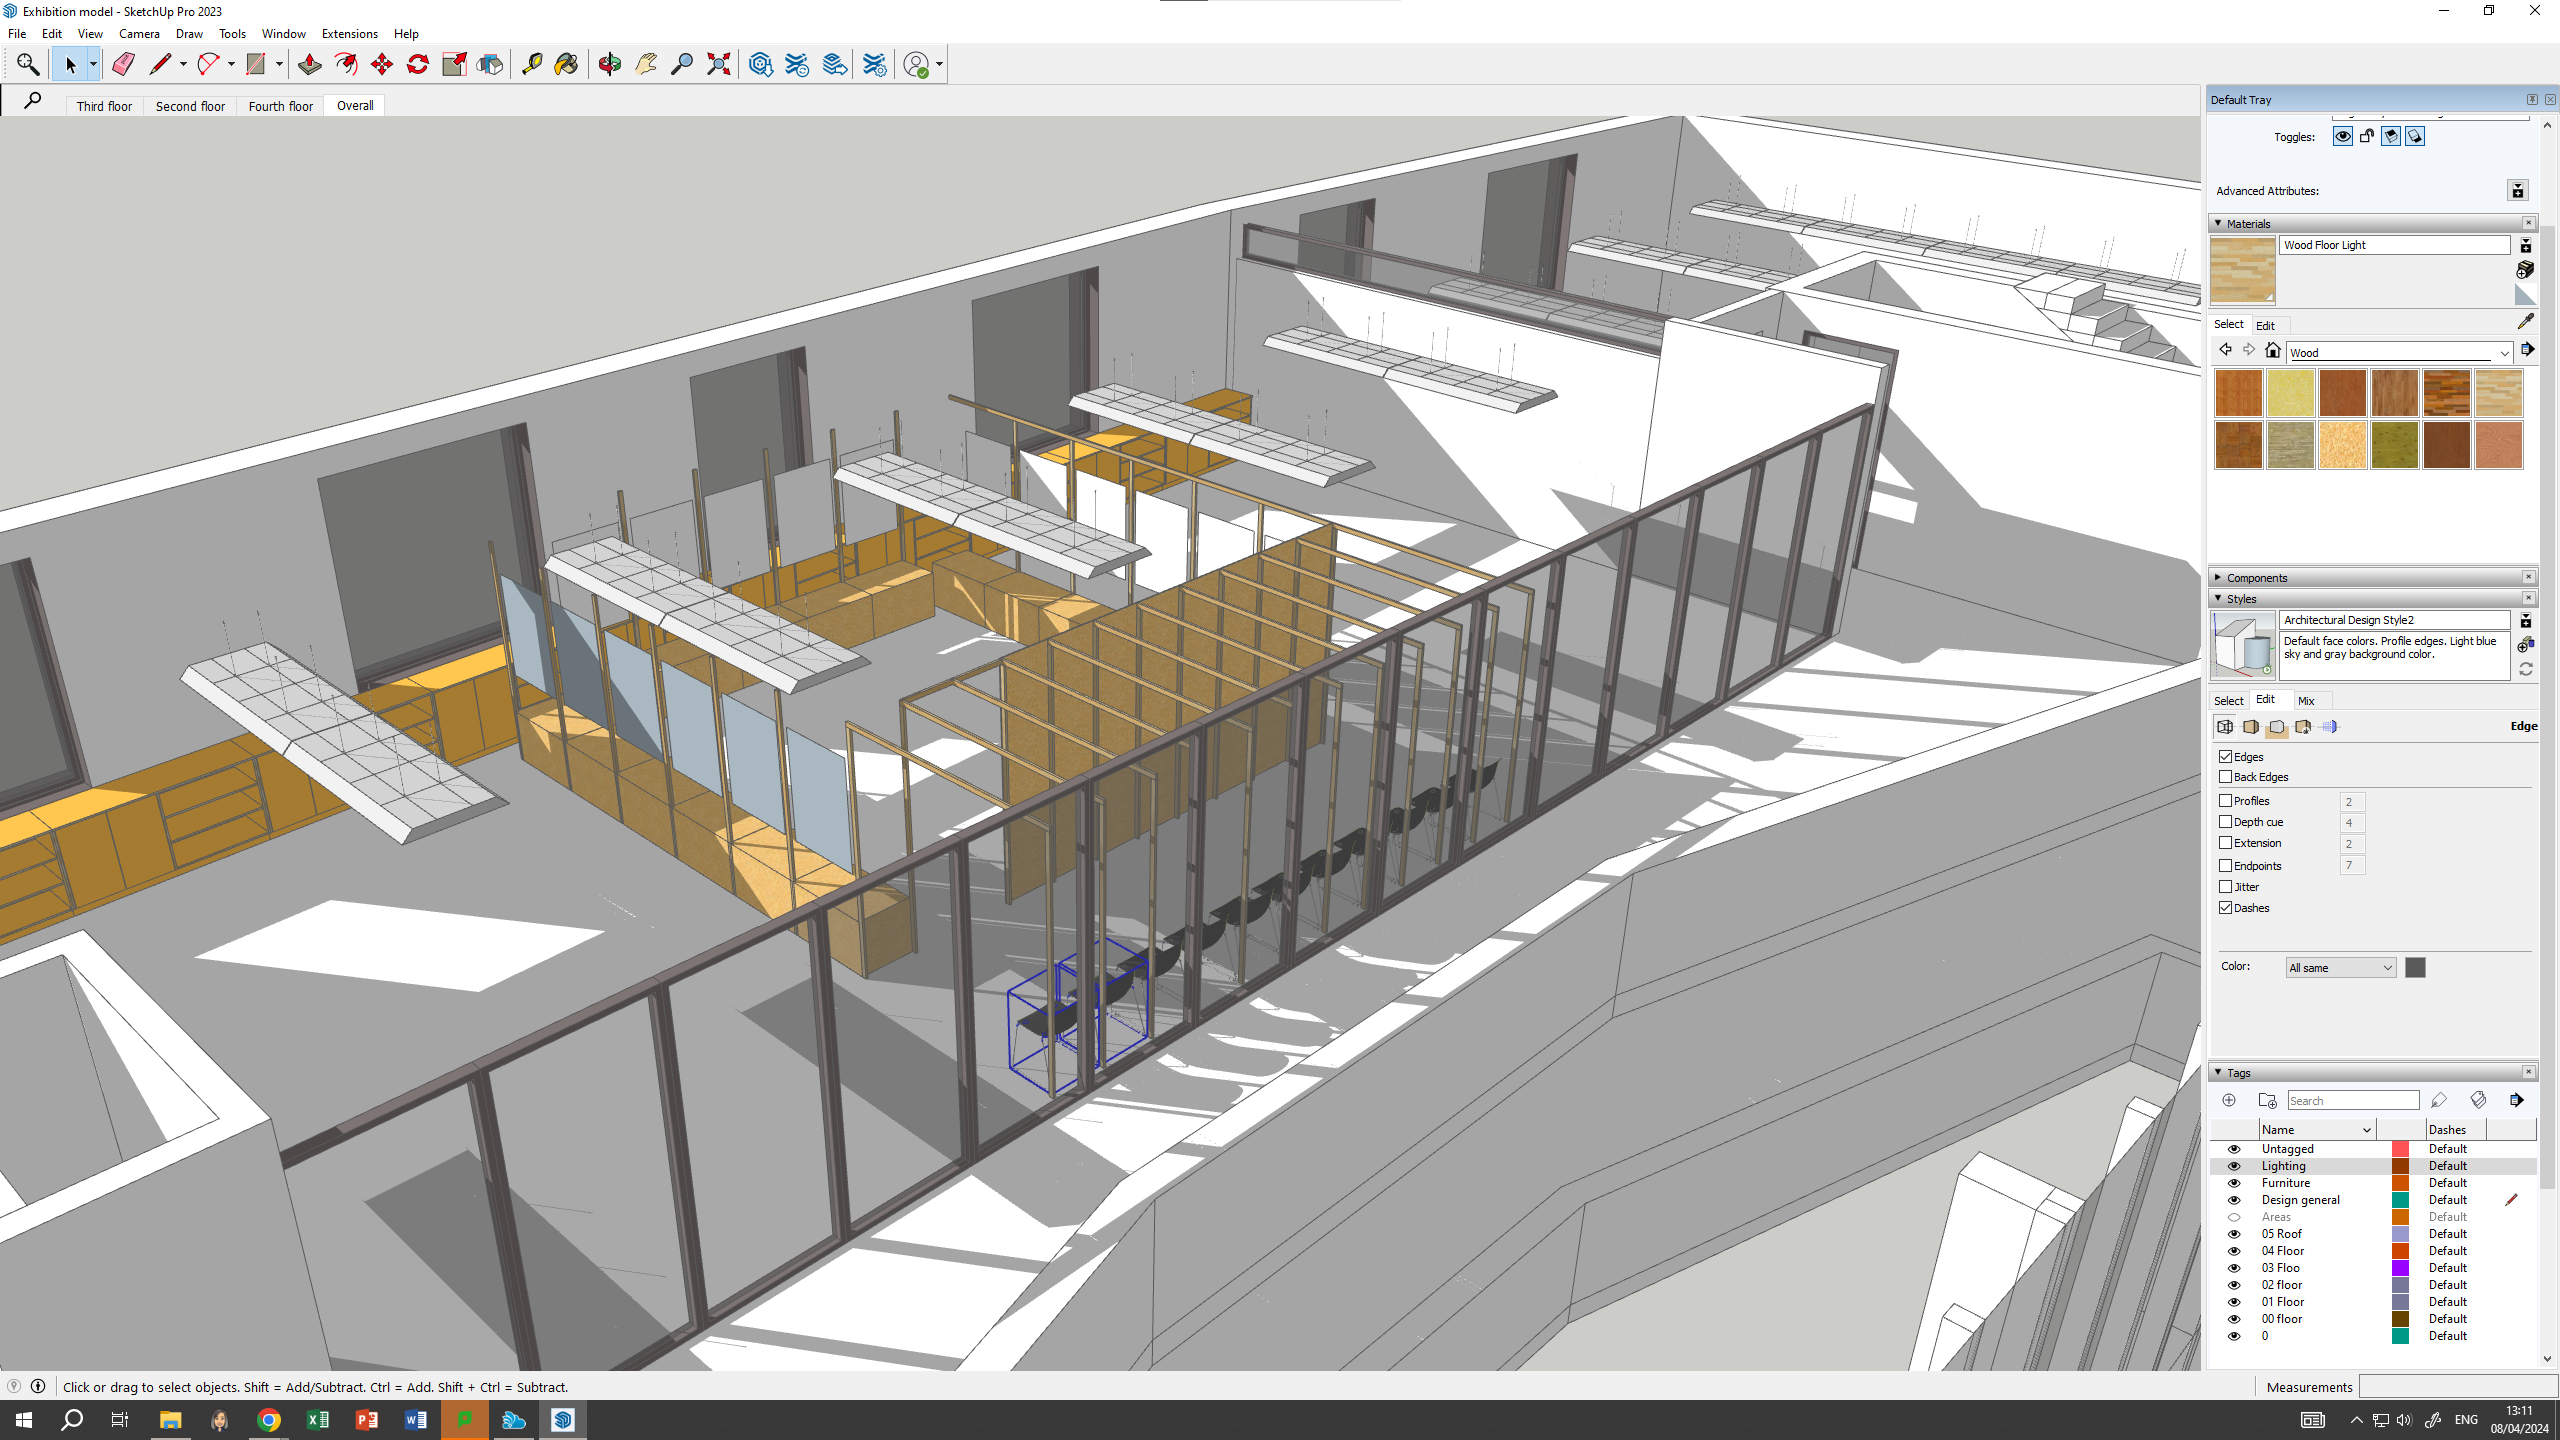 Exhibition model - SketchUp Pro 2023
File Edit View Camera Draw Tools Window Extensions Help
Third floor Second floor Fourth floor Overall
Default Tray
Toggles:
Advanced Attributes:
Materials
Wood Floor Light
Select Edit
Wood
Components
Styles
Architectural Design Style2
Default face colors. Profile edges. Light blue
sky and gray background color.
Select Edit Mix
Edge
Edges
Back Edges
Profiles 2
Depth cue 4
Extension 2
Endpoints 7
Jitter
Dashes
Color: All same
Tags
Search
Name Dashes
Untagged Default
Lighting Default
Furniture Default
Design general Default
Areas Default
05 Roof Default
04 Floor Default
03 Floo Default
02 floor Default
01 Floor Default
00 floor Default
0 Default
Click or drag to select objects. Shift = Add/Subtract. Ctrl = Add. Shift + Ctrl = Subtract.
Measurements
ENG
13:11
08/04/2024